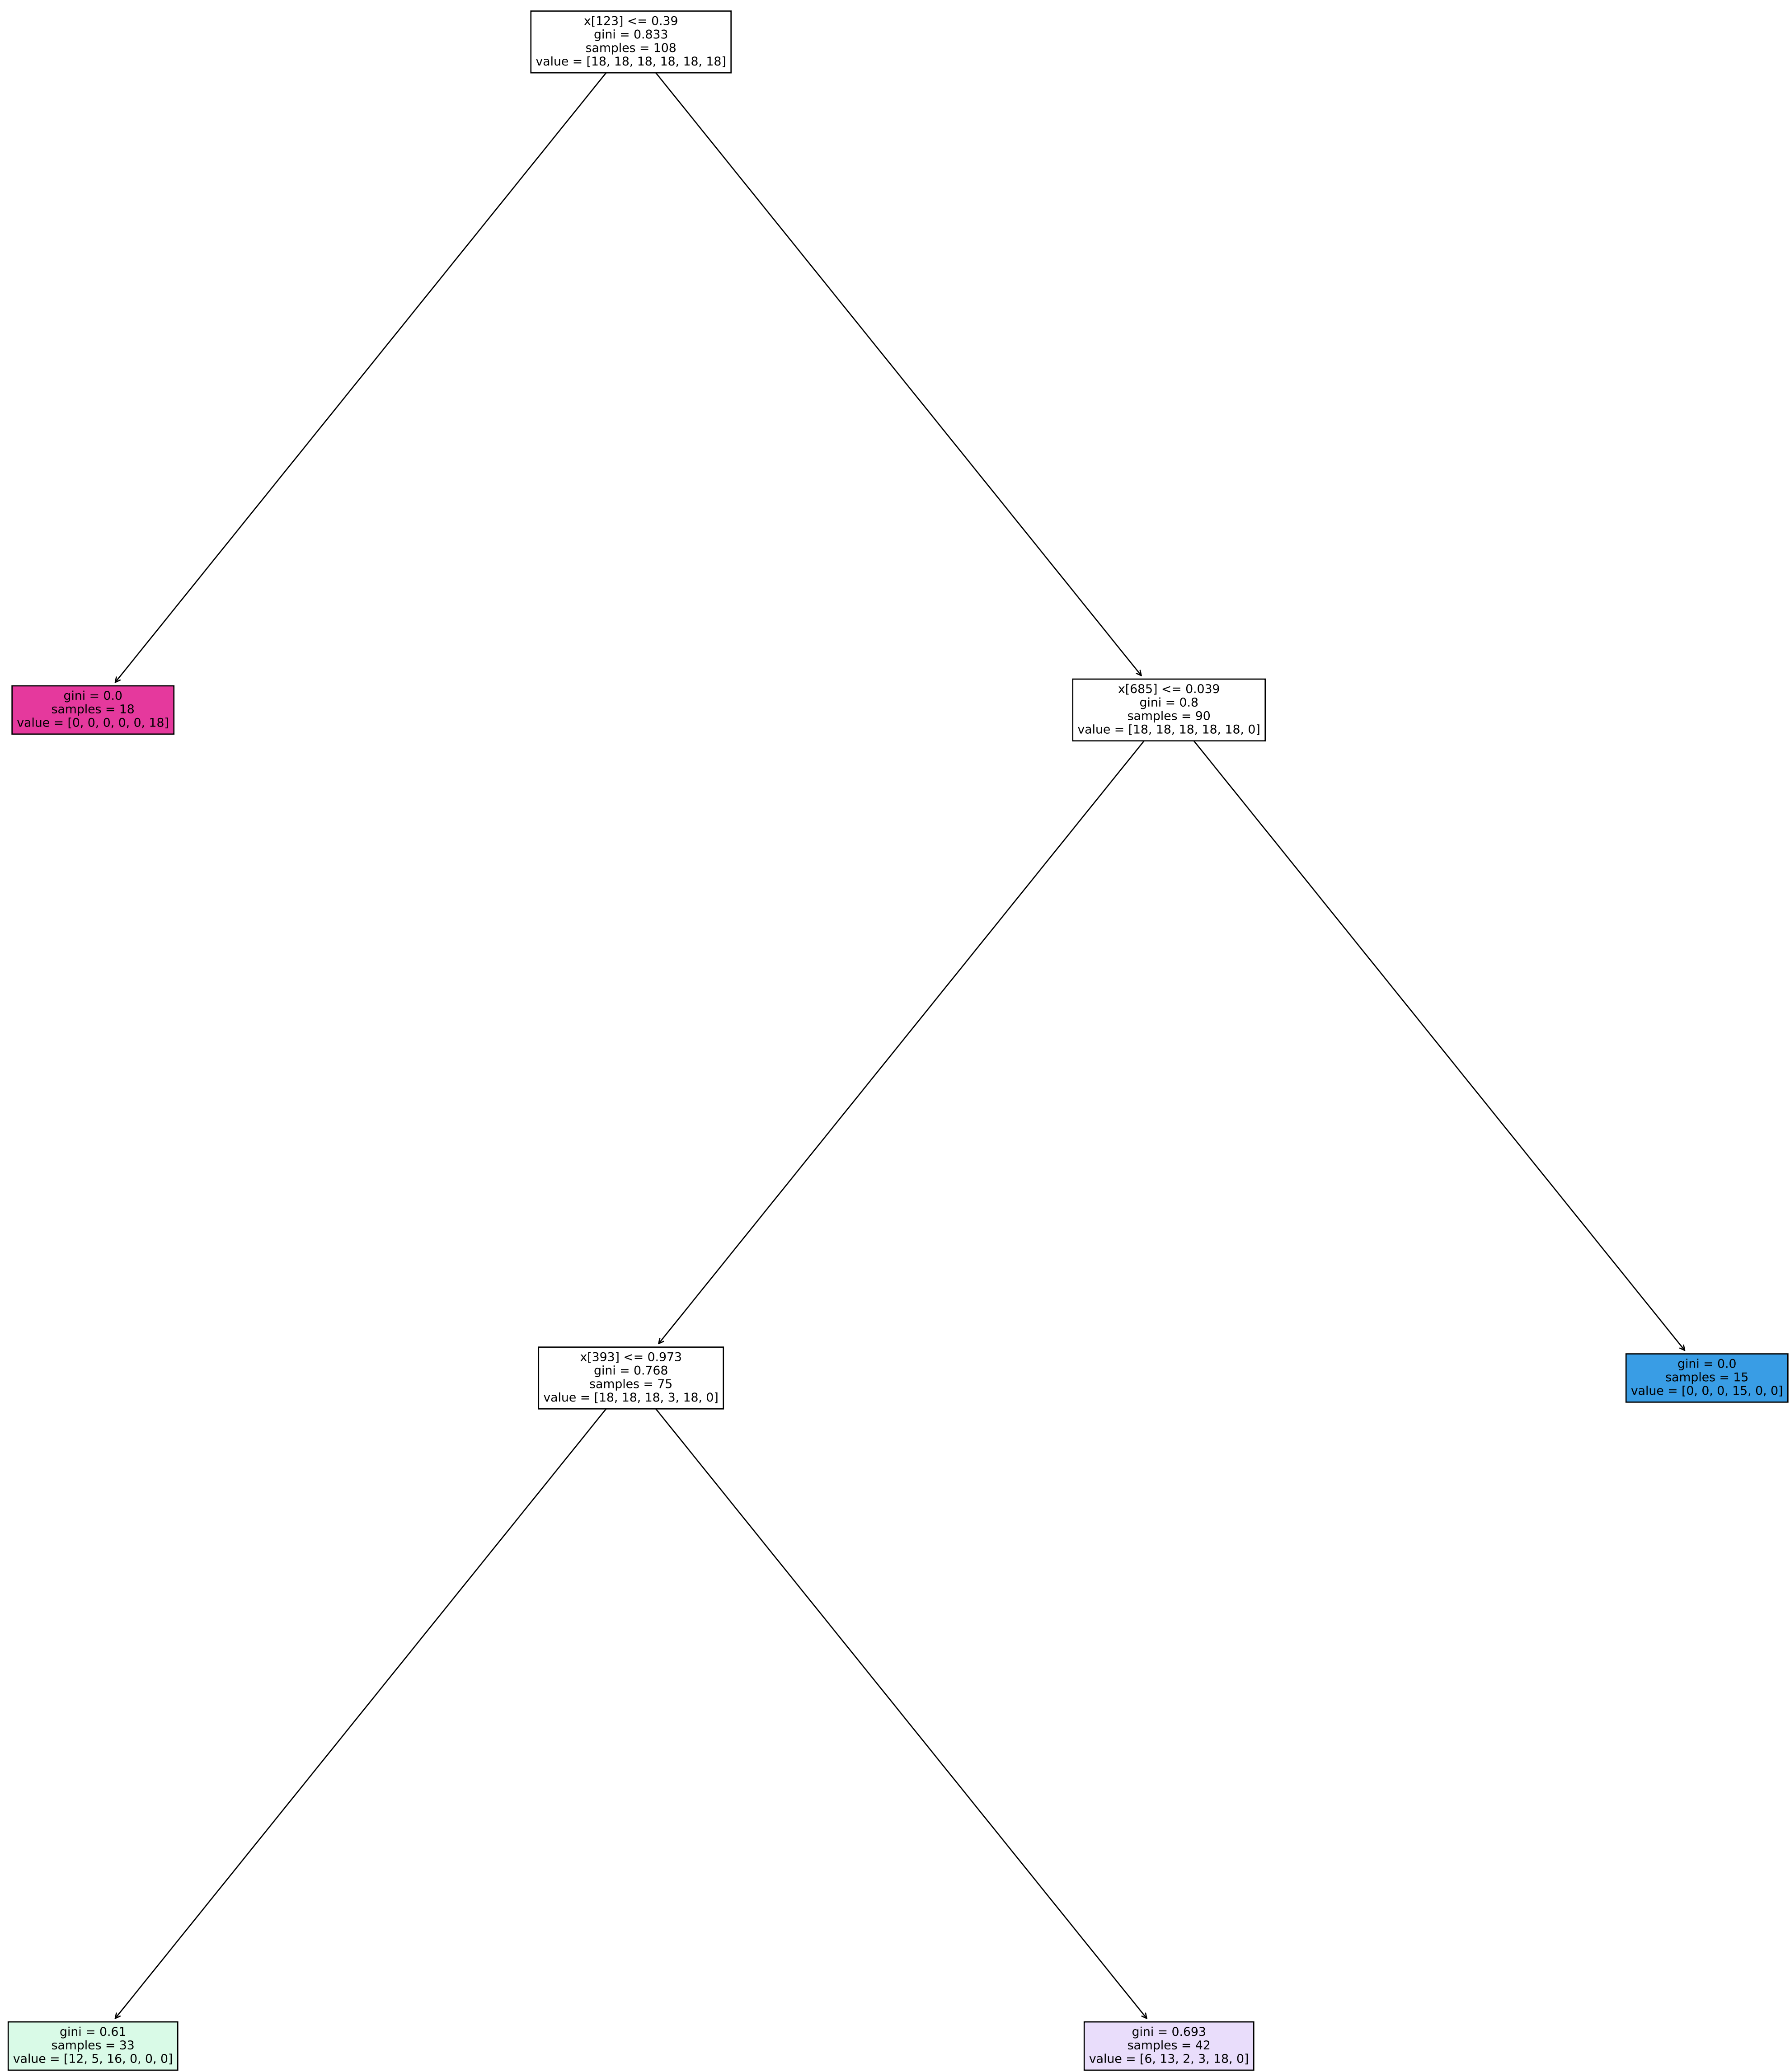 x[123] <= 0.39
gini = 0.833
samples = 108
value = [18, 18, 18, 18, 18, 18]
gini = 0.0
samples = 18
value = [0, 0, 0, 0, 0, 18]
x[685] <= 0.039
gini = 0.8
samples = 90
value = [18, 18, 18, 18, 18, 0]
x[393] <= 0.973
gini = 0.768
samples = 75
value = [18, 18, 18, 3, 18, 0]
gini = 0.0
samples = 15
value = [0, 0, 0, 15, 0, 0]
gini = 0.61
samples = 33
value = [12, 5, 16, 0, 0, 0]
gini = 0.693
samples = 42
value = [6, 13, 2, 3, 18, 0]